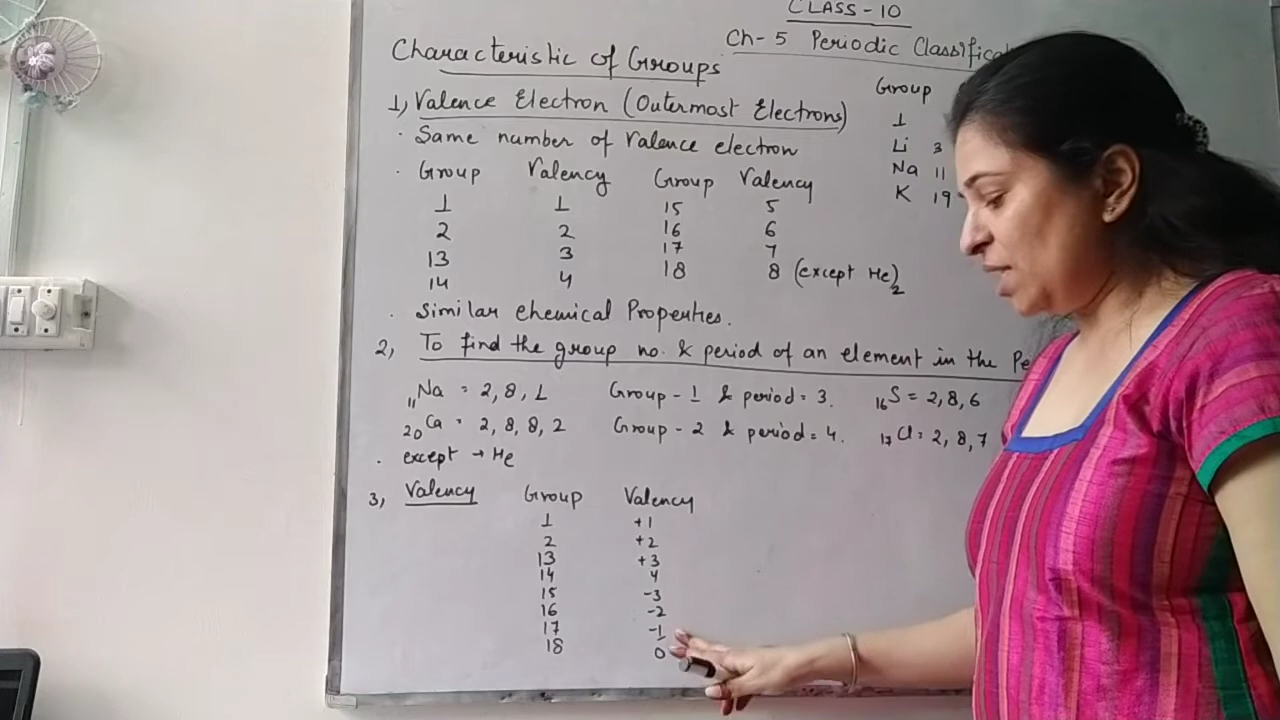 CLASS - 10
Ch- 5 Periodic
Characteristic of Groups
Group
1
Li 3
Na 11
K 19
1, Valence Electron (Outermost Electrons)
· Same number of Valence electron
· Group Valency Group Valency
1 1 15 5
2 2 16 6
13 3 17 7
14 4 18 8 (except He)2
· Similar chemical Properties.
2, To find the group no. & period of an element in the
11Na = 2, 8, 1 Group - 1 & period = 3. 16S = 2, 8, 6
20Ca = 2, 8, 8, 2 Group - 2 & period = 4. 17Cl = 2, 8, 7
· except → He
3, Valency Group Valency
1 +1
2 +2
13 +3
14 4
15 -3
16 -2
17 -1
18 0